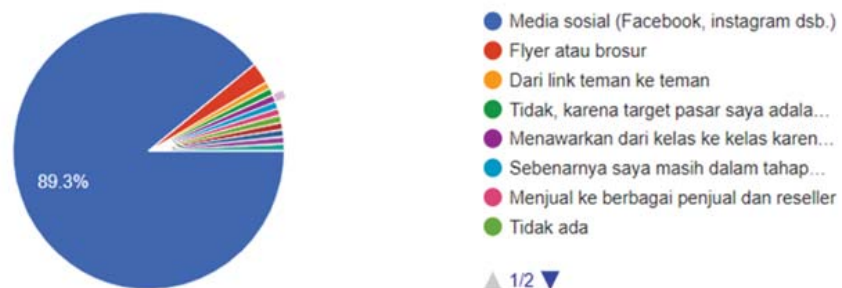 89.3%
Media sosial (Facebook, instagram dsb.)
Flyer atau brosur
Dari link teman ke teman
Tidak, karena target pasar saya adala...
Menawarkan dari kelas ke kelas karen...
Sebenarnya saya masih dalam tahap...
Menjual ke berbagai penjual dan reseller
Tidak ada
1/2